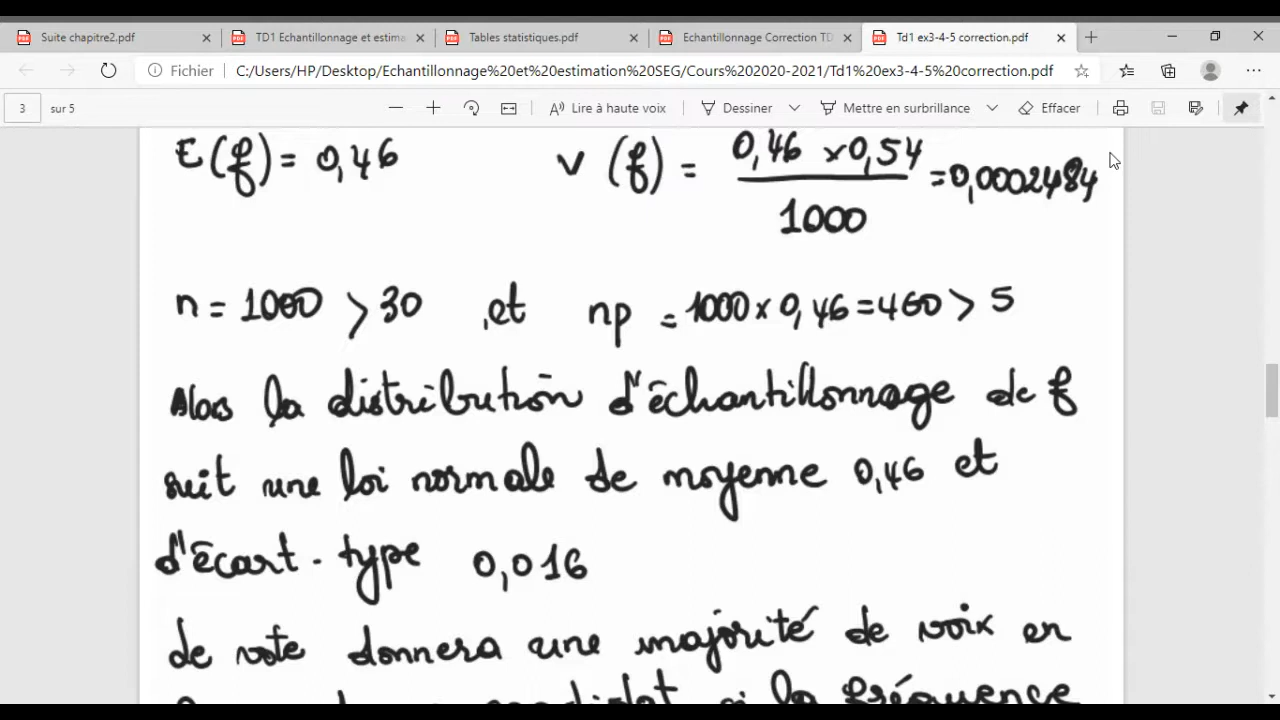 Suite chapitre2.pdf
TD1 Echantillonnage et estima
Tables statistiques.pdf
Echantillonnage Correction TD
Td1 ex3-4-5 correction.pdf
Fichier C:/Users/HP/Desktop/Echantillonnage%20et%20estimation%20SEG/Cours%202020-2021/Td1%20ex3-4-5%20correction.pdf
3 sur 5 Lire à haute voix Dessiner Mettre en surbrillance Effacer
E(f) = 0,46 V (f) = 0,46 x 0,54 / 1000 = 0,0002484
n = 1000 > 30 , et np = 1000 x 0,46 = 460 > 5
Alors la distribution d'échantillonnage de f
suit une loi normale de moyenne 0,46 et
d'écart-type 0,016
de vote donnera une majorité de voix en
si la fréquence